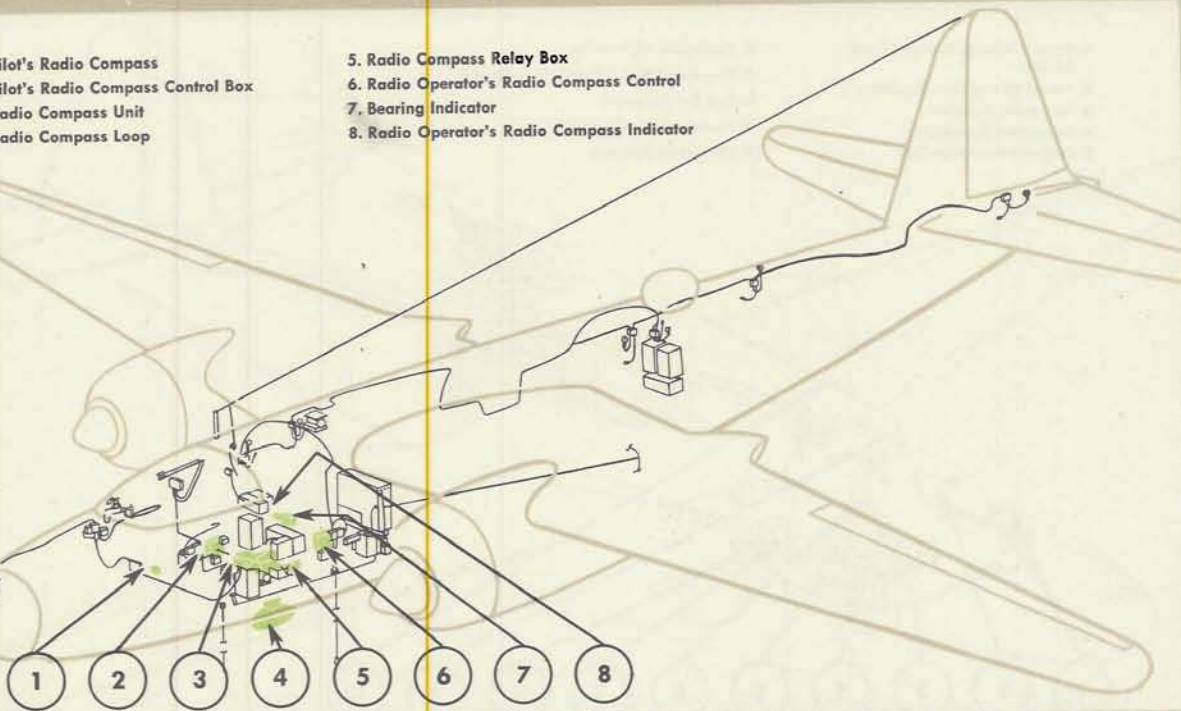 ilot's Radio Compass
ilot's Radio Compass Control Box
adio Compass Unit
adio Compass Loop
5. Radio Compass Relay Box
6. Radio Operator's Radio Compass Control
7. Bearing Indicator
8. Radio Operator's Radio Compass Indicator
1 2 3 4 5 6 7 8